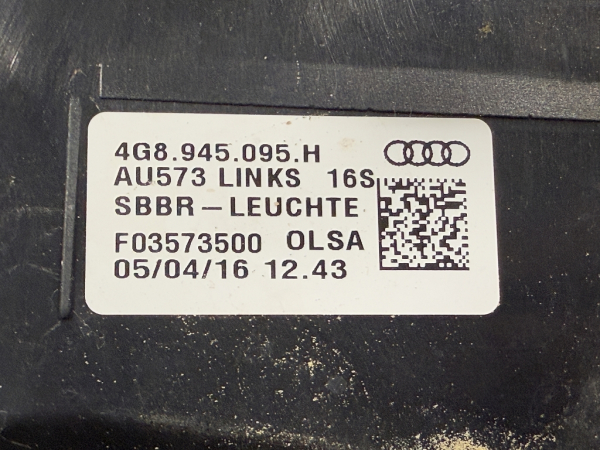 4G8.945.095.H
AU573 LINKS 16S
SBBR-LEUCHTE
F03573500 OLSA
05/04/16 12.43